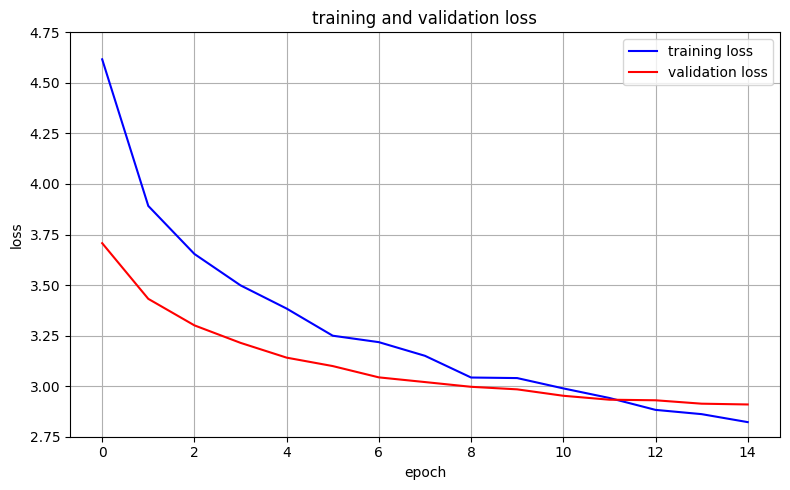 training and validation loss
training loss
validation loss
4.75
4.50
4.25
4.00
3.75
3.50
3.25
3.00
2.75
loss
0 2 4 6 8 10 12 14
epoch